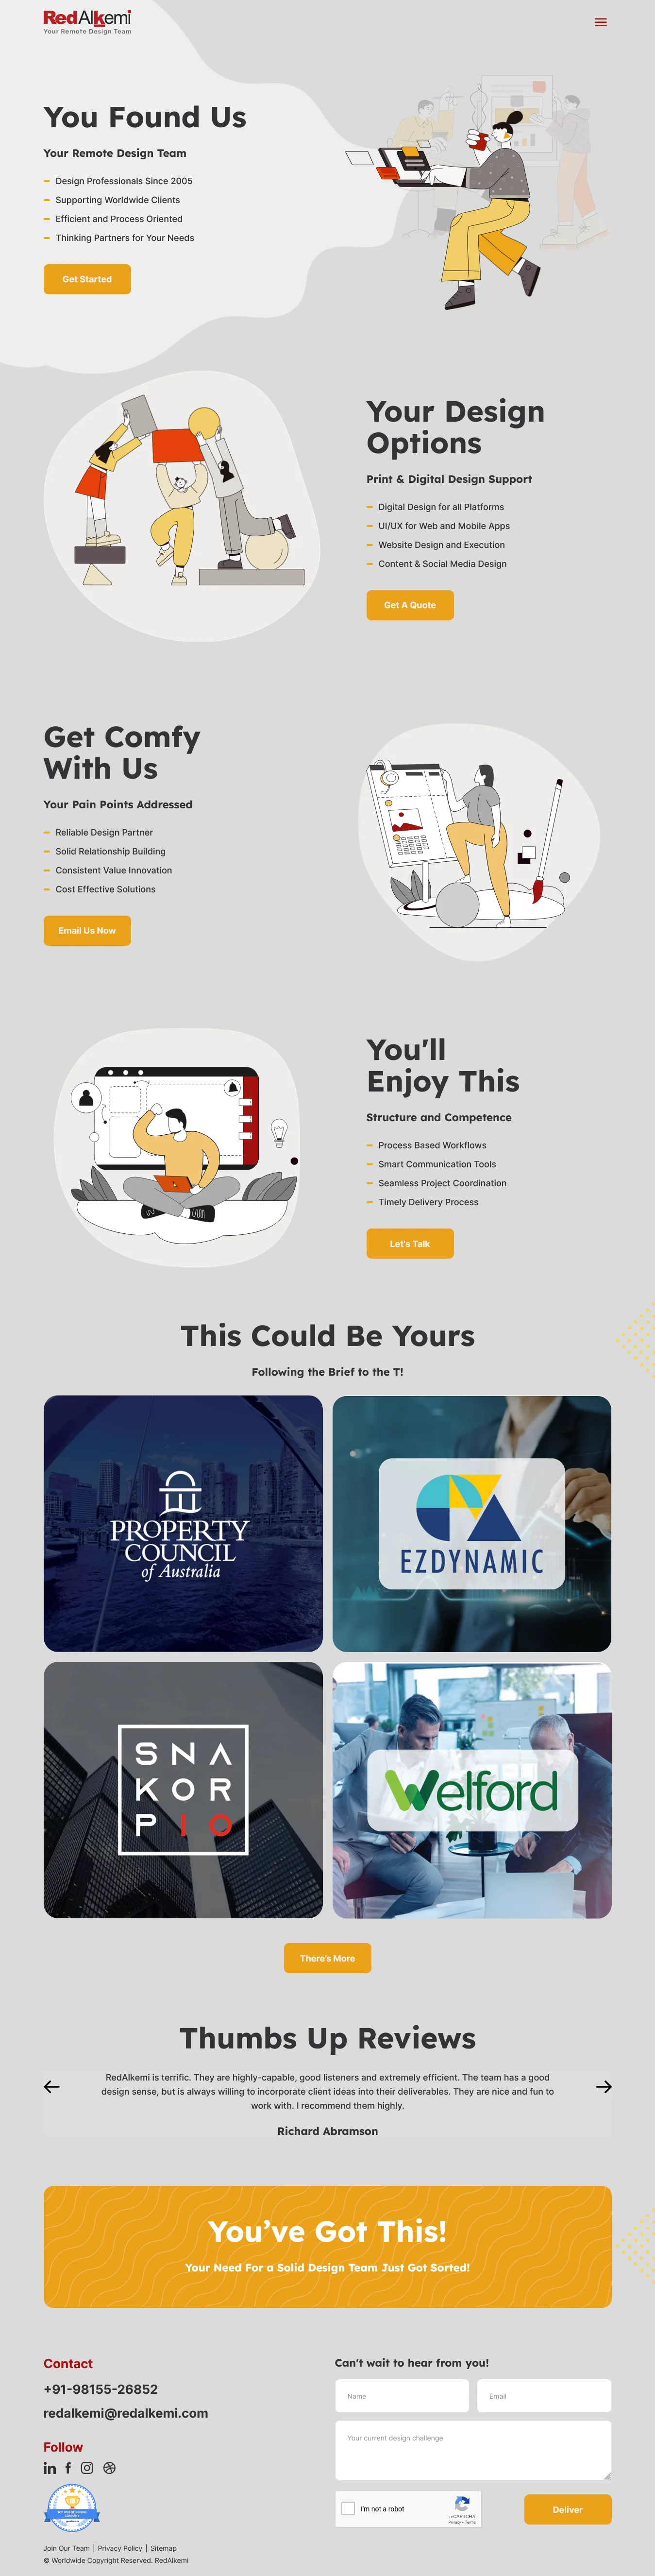 RedAlkemi
Your Remote Design Team
You Found Us
Your Remote Design Team
Design Professionals Since 2005
Supporting Worldwide Clients
Efficient and Process Oriented
Thinking Partners for Your Needs
Get Started
Your Design
Options
Print & Digital Design Support
Digital Design for all Platforms
UI/UX for Web and Mobile Apps
Website Design and Execution
Content & Social Media Design
Get A Quote
Get Comfy
With Us
Your Pain Points Addressed
Reliable Design Partner
Solid Relationship Building
Consistent Value Innovation
Cost Effective Solutions
Email Us Now
You'll
Enjoy This
Structure and Competence
Process Based Workflows
Smart Communication Tools
Seamless Project Coordination
Timely Delivery Process
Let's Talk
This Could Be Yours
Following the Brief to the T!
PROPERTY
COUNCIL
of Australia
EZDYNAMIC
SNA
KOR
PIO
Welford
There's More
Thumbs Up Reviews
RedAlkemi is terrific. They are highly-capable, good listeners and extremely efficient. The team has a good
design sense, but is always willing to incorporate client ideas into their deliverables. They are nice and fun to
work with. I recommend them highly.
Richard Abramson
You’ve Got This!
Your Need For a Solid Design Team Just Got Sorted!
Contact
+91-98155-26852
redalkemi@redalkemi.com
Follow
Join Our Team | Privacy Policy | Sitemap
© Worldwide Copyright Reserved. RedAlkemi
Can't wait to hear from you!
Name
Email
Your current design challenge
I'm not a robot
reCAPTCHA
Privacy - Terms
Deliver